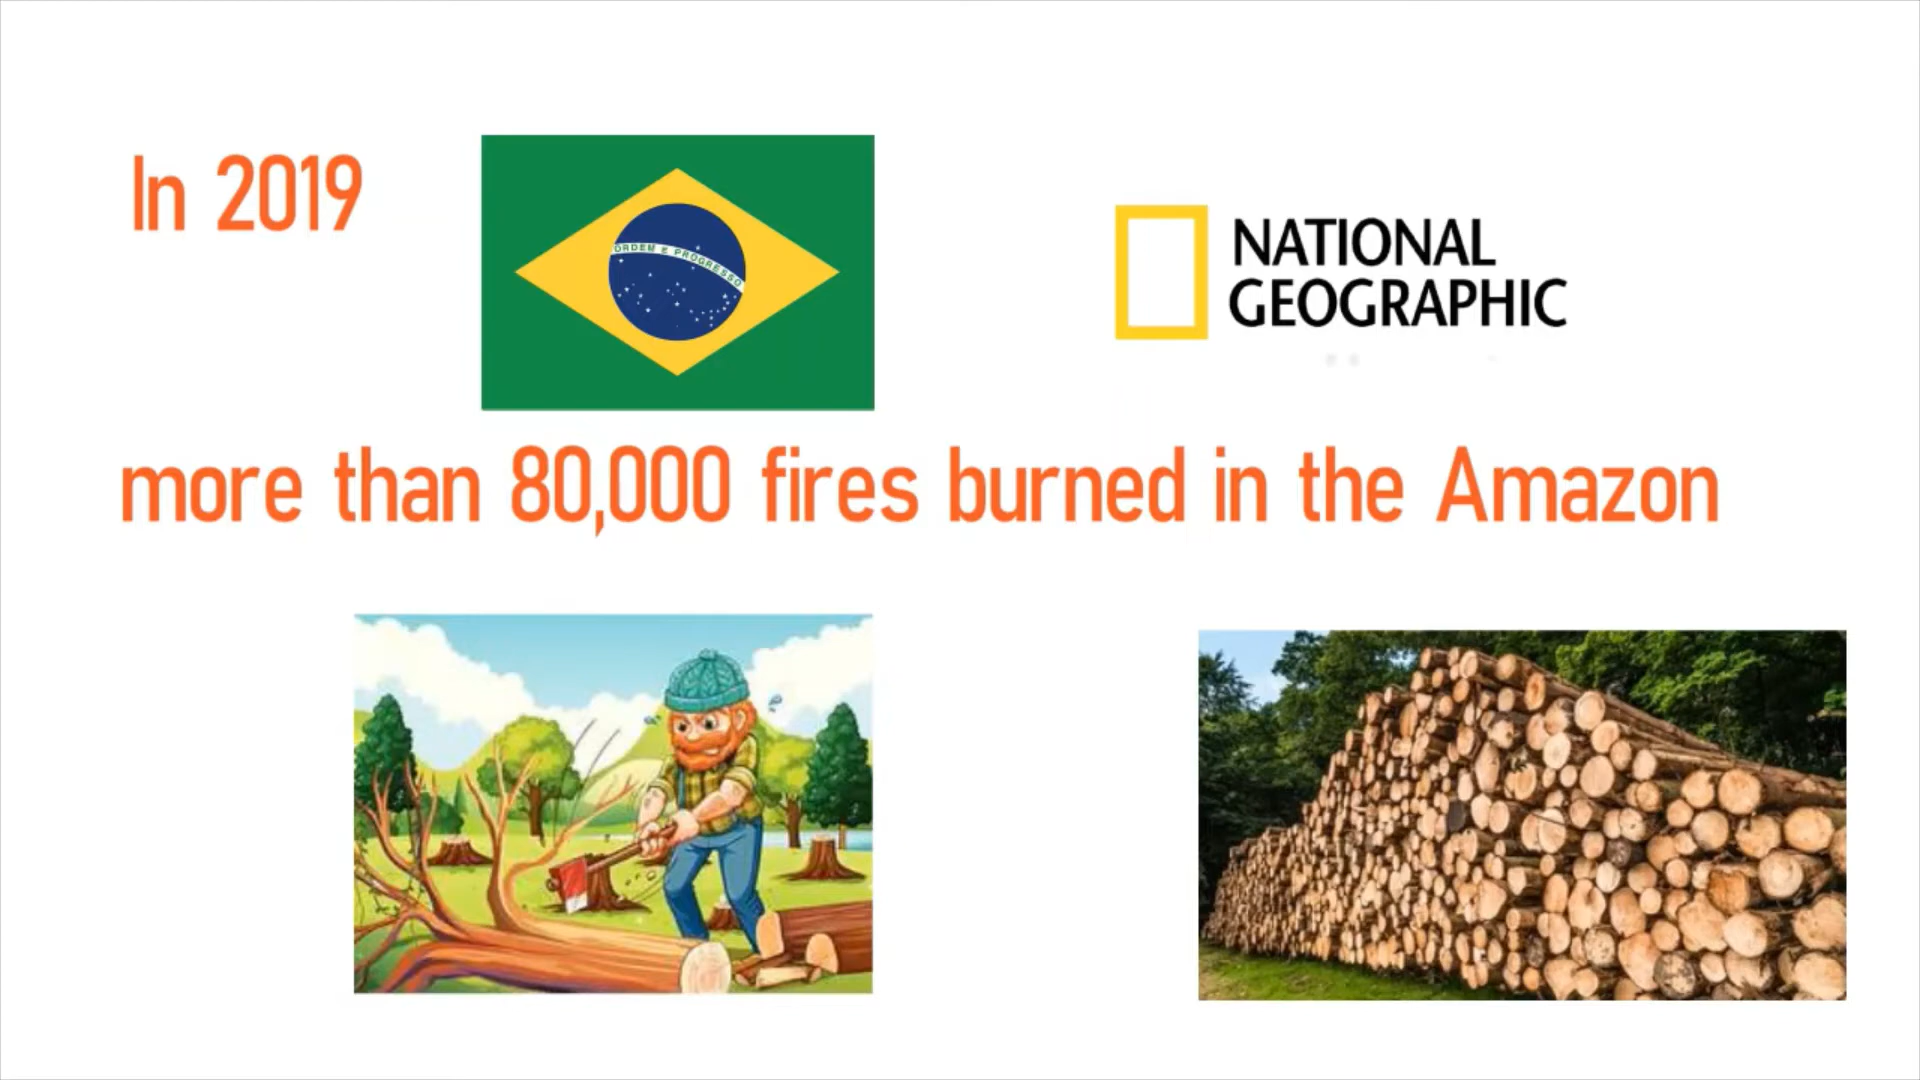 In 2019
ORDEM E PROGRESSO
NATIONAL
GEOGRAPHIC
more than 80,000 fires burned in the Amazon